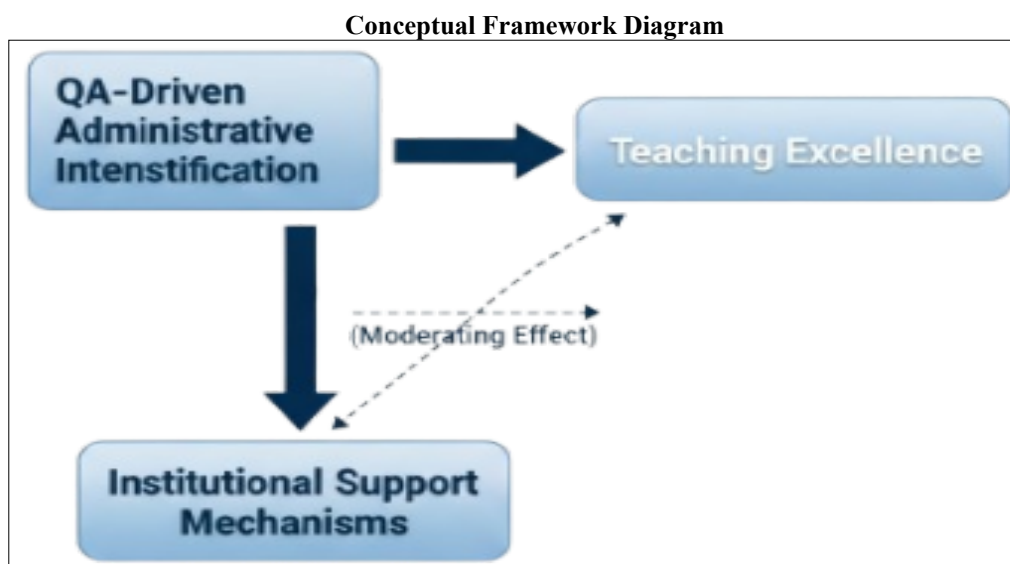 Conceptual Framework Diagram
QA-Driven
Administrative
Intenstification
Teaching Excellence
(Moderating Effect)
Institutional Support
Mechanisms